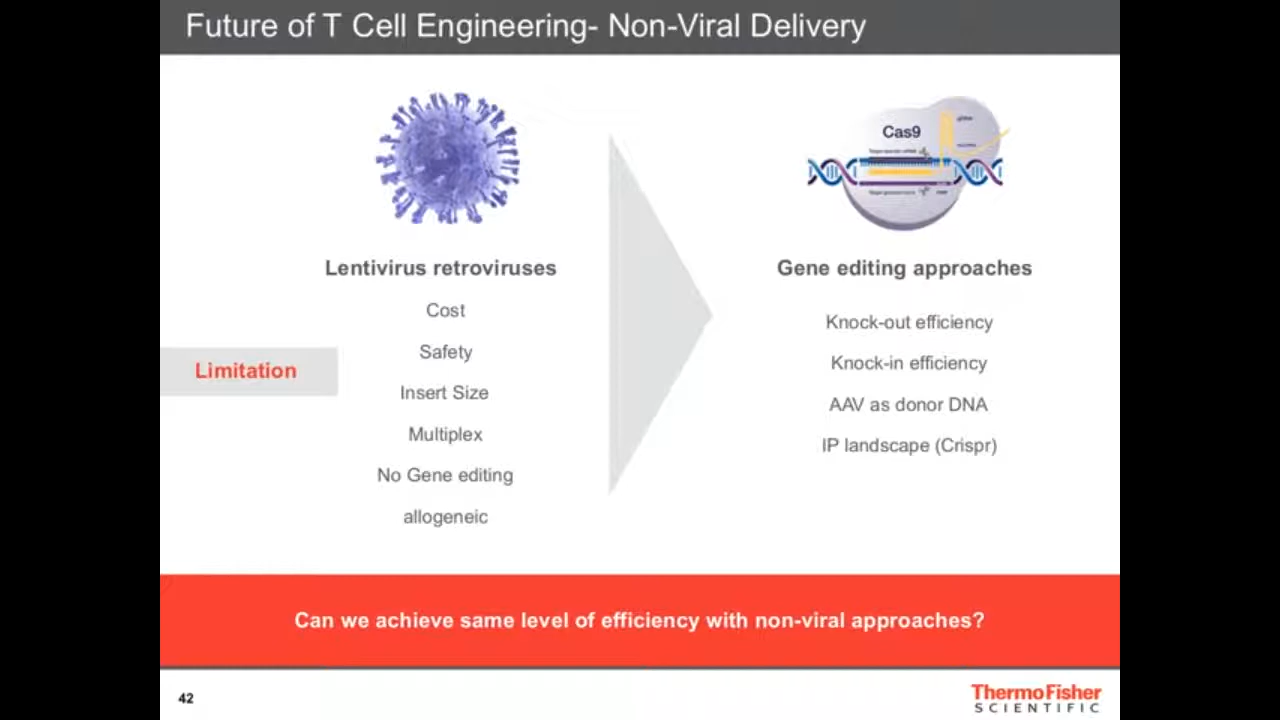 Future of T Cell Engineering- Non-Viral Delivery
Cas9
Lentivirus retroviruses
Cost
Safety
Insert Size
Multiplex
No Gene editing
allogeneic
Limitation
Gene editing approaches
Knock-out efficiency
Knock-in efficiency
AAV as donor DNA
IP landscape (Crispr)
Can we achieve same level of efficiency with non-viral approaches?
42
ThermoFisher
SCIENTIFIC